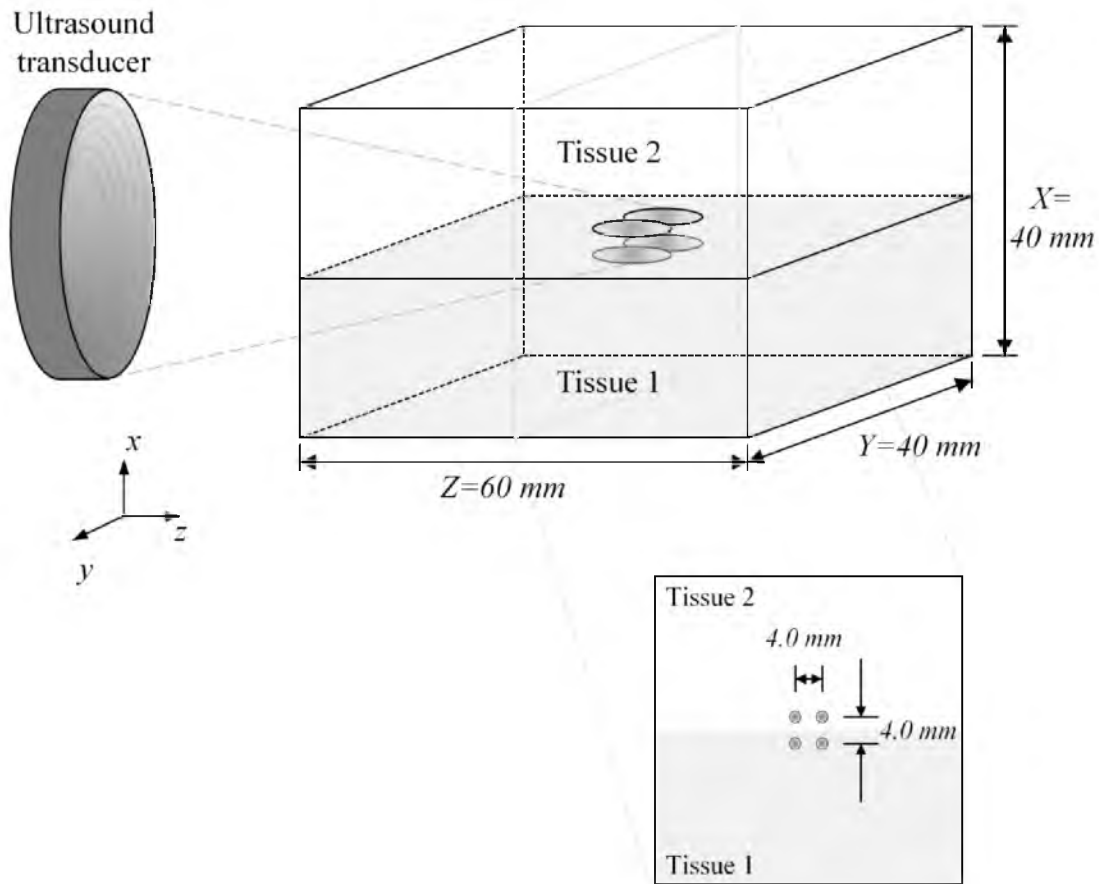 Ultrasound
transducer
Tissue 2
X=
40 mm
Tissue 1
Y=40 mm
Z=60 mm
x
z
y
Tissue 2
4.0 mm
4.0 mm
Tissue 1